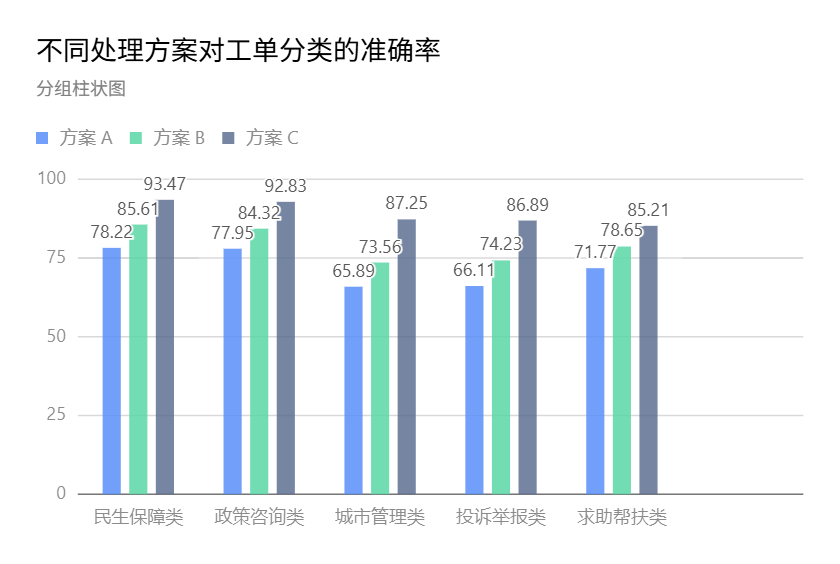 不同处理方案对工单分类的准确率
分组柱状图
方案 A 方案 B 方案 C
100
75
50
25
0
78.22 85.61 93.47
77.95 84.32 92.83
65.89 73.56 87.25
66.11 74.23 86.89
71.77 78.65 85.21
民生保障类 政策咨询类 城市管理类 投诉举报类 求助帮扶类